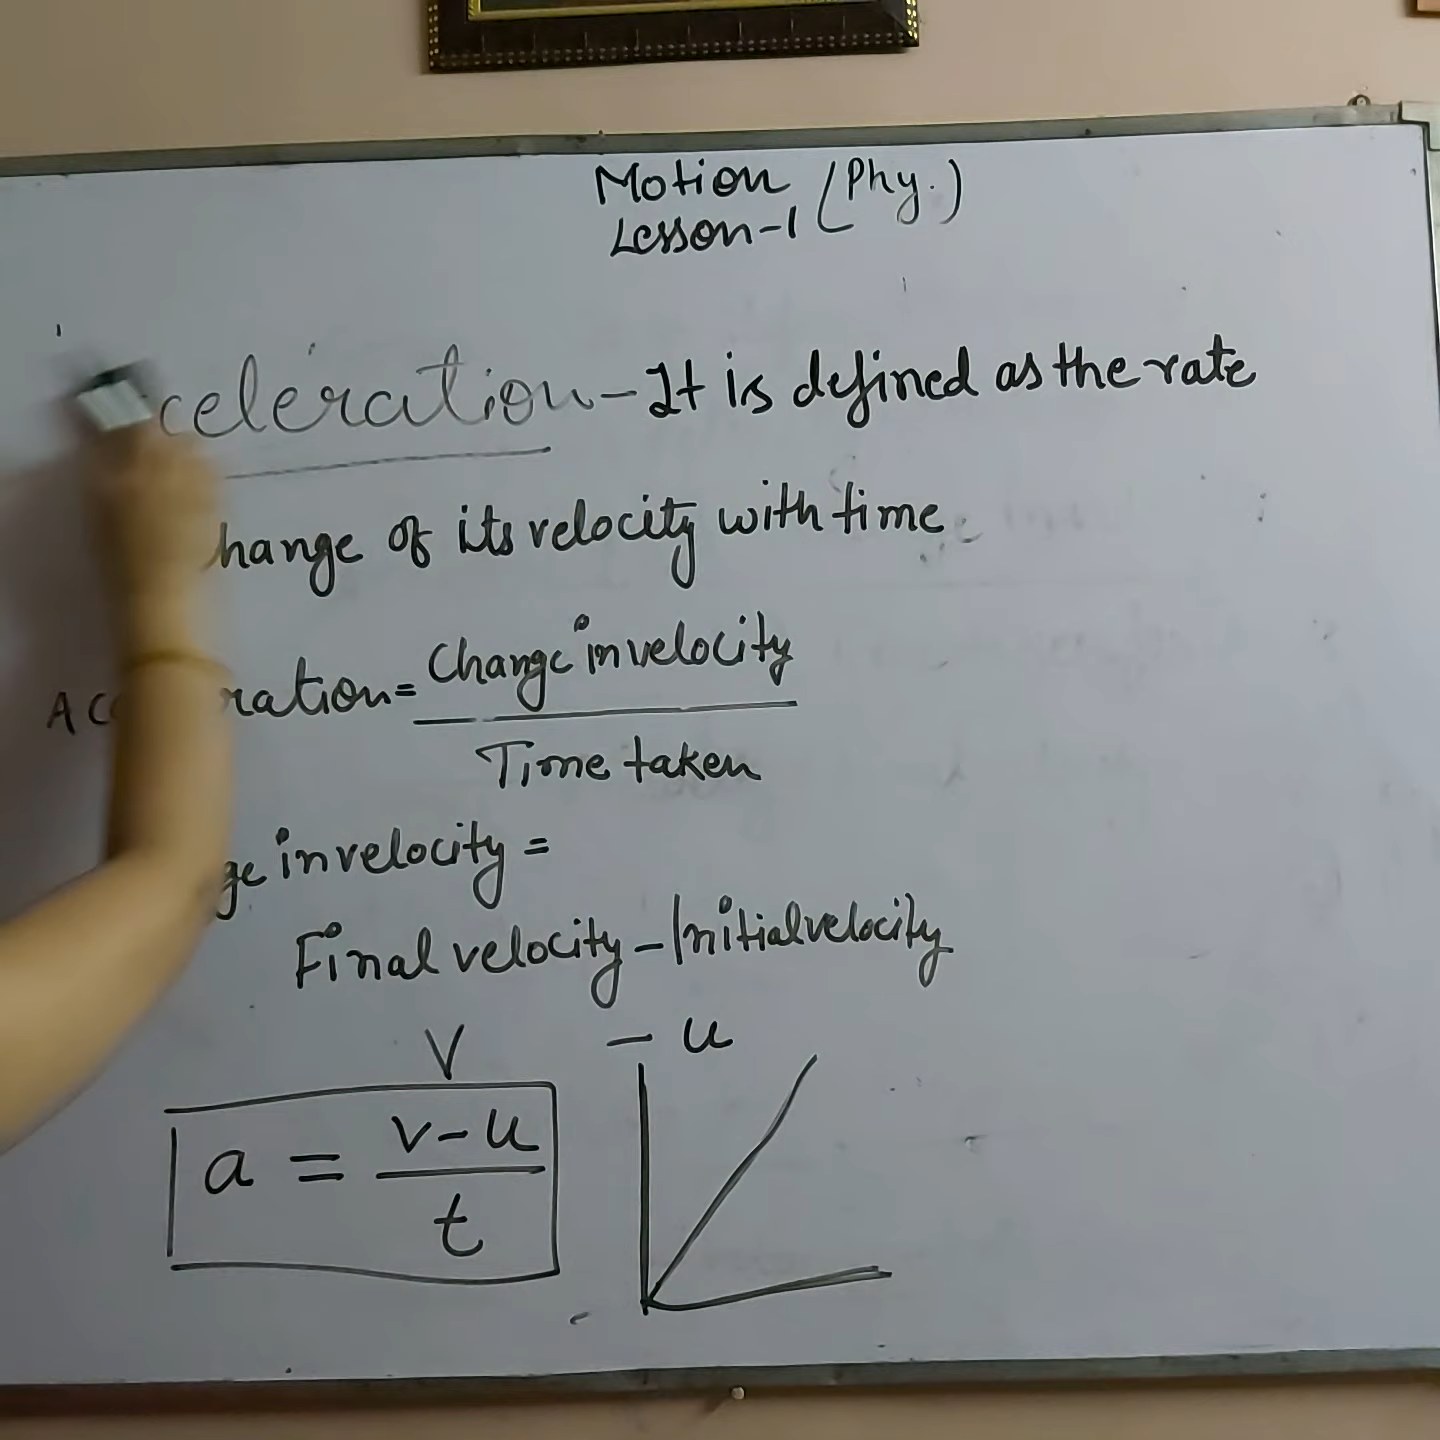 Motion (Phy.)
Lesson-1
celeration - It is defined as the rate
hange of its velocity with time
Ac ration = Change in velocity
Time taken
ge in velocity =
Final velocity - Initial velocity
V - u
a = v-u
t